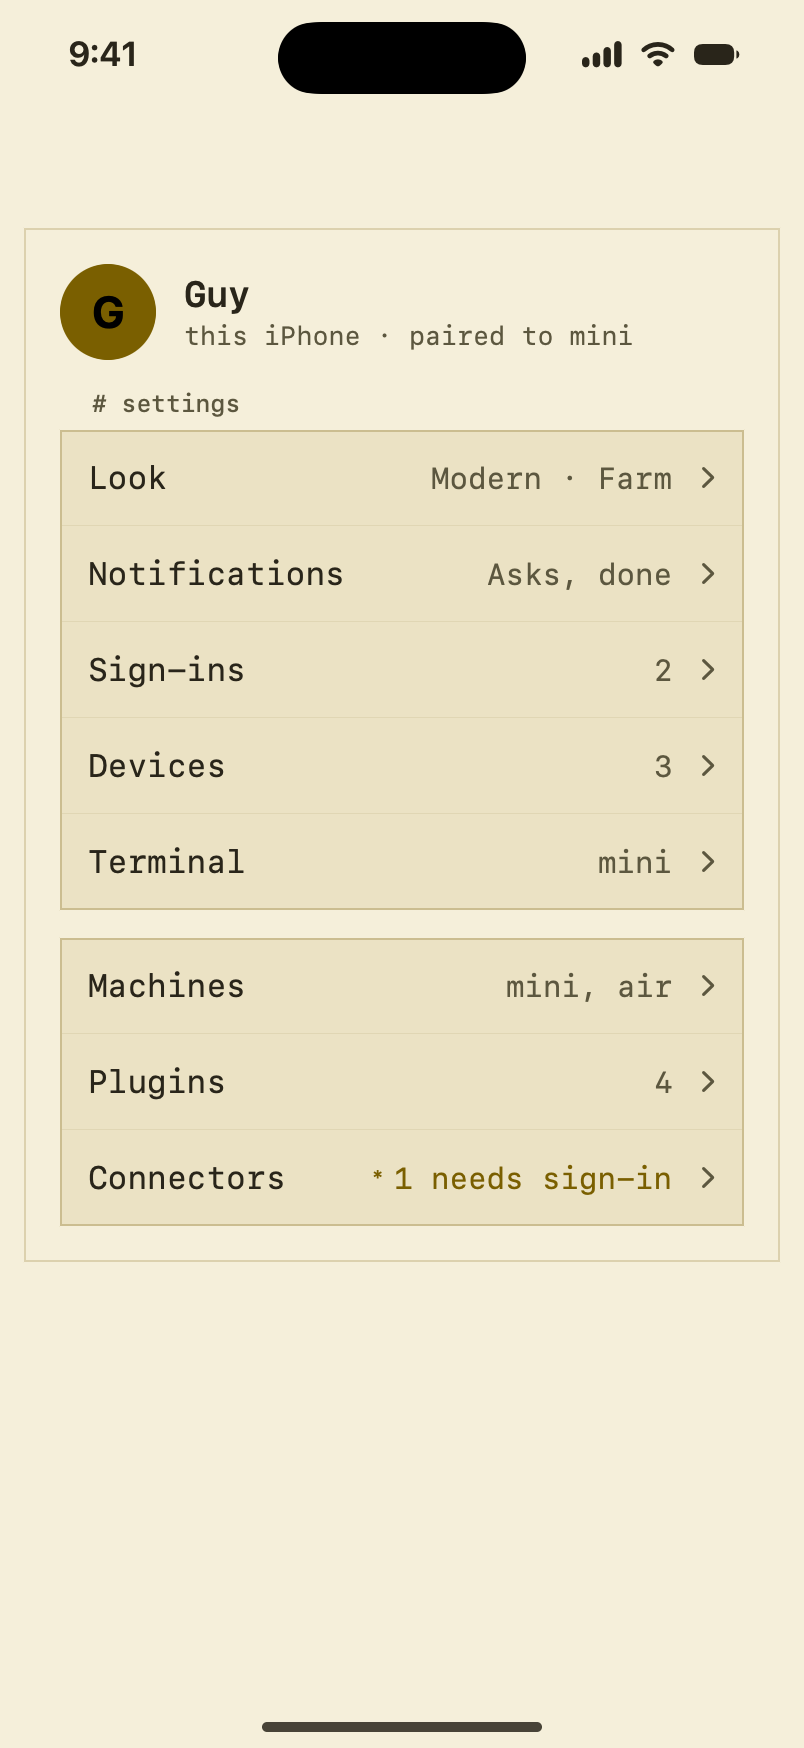 9:41
G
Guy
this iPhone · paired to mini
# settings
Look Modern · Farm
Notifications Asks, done
Sign-ins 2
Devices 3
Terminal mini
Machines mini, air
Plugins 4
Connectors * 1 needs sign-in